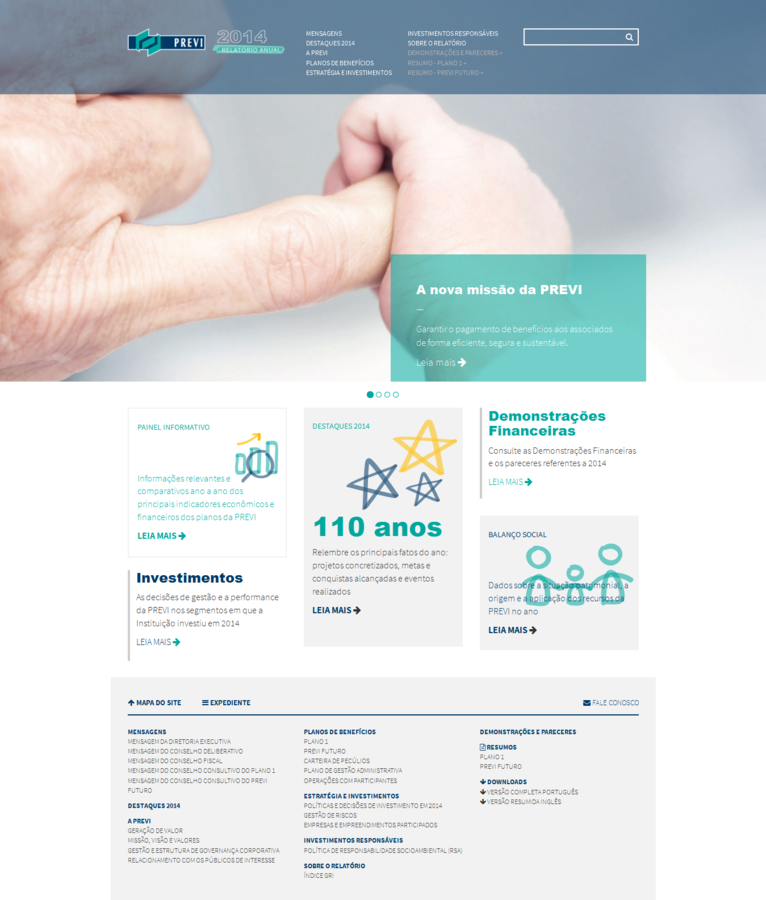 PREVI
2014
RELATÓRIO ANUAL
MENSAGENS
DESTAQUES 2014
A PREVI
PLANOS DE BENEFÍCIOS
ESTRATÉGIA E INVESTIMENTOS
INVESTIMENTOS RESPONSÁVEIS
SOBRE O RELATÓRIO
DEMONSTRAÇÕES E PARECERES
RESUMO - PLANO 1
RESUMO - PREVI FUTURO
A nova missão da PREVI
—
Garantir o pagamento de benefícios aos associados
de forma eficiente, segura e sustentável.
Leia mais
PAINEL INFORMATIVO
Informações relevantes e
comparativos ano a ano dos
principais indicadores econômicos e
financeiros dos planos da PREVI
LEIA MAIS
Investimentos
As decisões de gestão e a performance
da PREVI nos segmentos em que a
Instituição investiu em 2014
LEIA MAIS
DESTAQUES 2014
110 anos
Relembre os principais fatos do ano:
projetos concretizados, metas e
conquistas alcançadas e eventos
realizados
LEIA MAIS
Demonstrações
Financeiras
Consulte as Demonstrações Financeiras
e os pareceres referentes a 2014
LEIA MAIS
BALANÇO SOCIAL
Dados sobre a situação patrimonial, a
origem e a aplicação dos recursos da
PREVI no ano
LEIA MAIS
MAPA DO SITE
EXPEDIENTE
FALE CONOSCO
MENSAGENS
MENSAGEM DA DIRETORIA EXECUTIVA
MENSAGEM DO CONSELHO DELIBERATIVO
MENSAGEM DO CONSELHO FISCAL
MENSAGEM DO CONSELHO CONSULTIVO DO PLANO 1
MENSAGEM DO CONSELHO CONSULTIVO DO PREVI
FUTURO
DESTAQUES 2014
A PREVI
GERAÇÃO DE VALOR
MISSÃO, VISÃO E VALORES
GESTÃO E ESTRUTURA DE GOVERNANÇA CORPORATIVA
RELACIONAMENTO COM OS PÚBLICOS DE INTERESSE
PLANOS DE BENEFÍCIOS
PLANO 1
PREVI FUTURO
CARTEIRA DE PECÚLIOS
PLANO DE GESTÃO ADMINISTRATIVA
OPERAÇÕES COM PARTICIPANTES
ESTRATÉGIA E INVESTIMENTOS
POLÍTICAS E DECISÕES DE INVESTIMENTO EM 2014
GESTÃO DE RISCOS
EMPRESAS E EMPREENDIMENTOS PARTICIPADOS
INVESTIMENTOS RESPONSÁVEIS
POLÍTICA DE RESPONSABILIDADE SOCIOAMBIENTAL (RSA)
SOBRE O RELATÓRIO
ÍNDICE GRI
DEMONSTRAÇÕES E PARECERES
RESUMOS
PLANO 1
PREVI FUTURO
DOWNLOADS
VERSÃO COMPLETA PORTUGUÊS
VERSÃO RESUMIDA INGLÊS